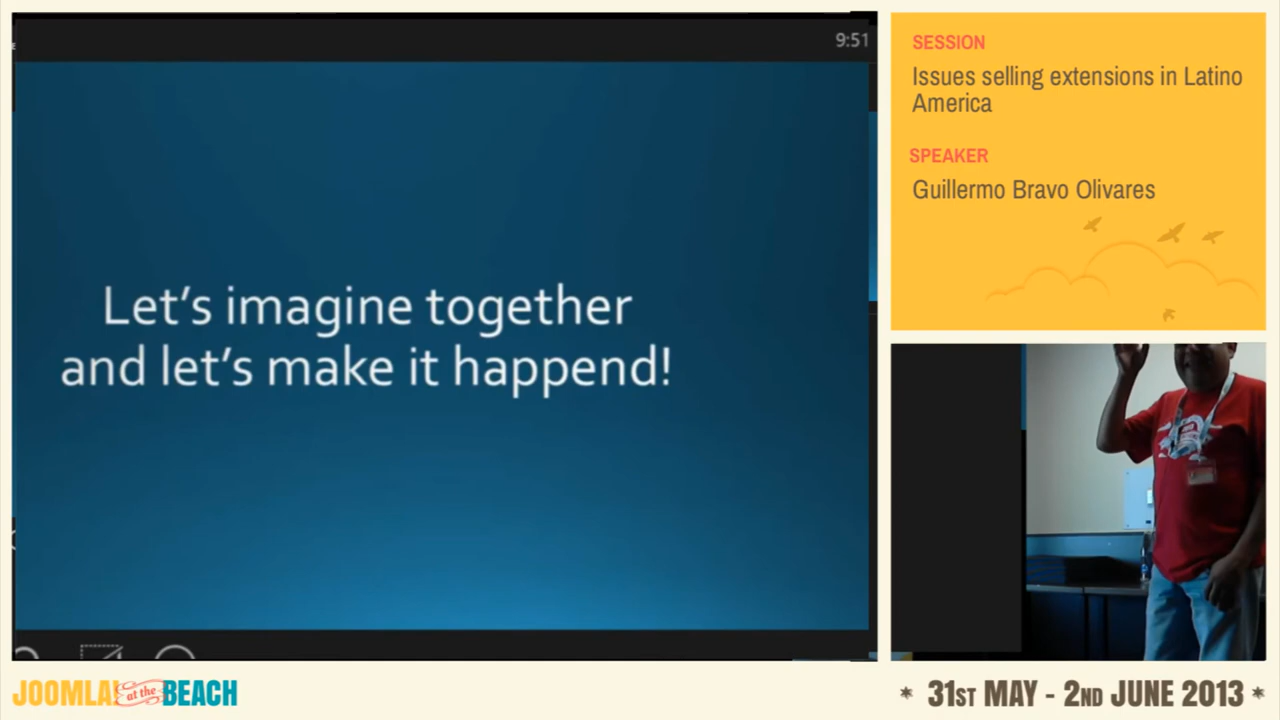 9:51
Let's imagine together
and let's make it happend!
SESSION
Issues selling extensions in Latino
America
SPEAKER
Guillermo Bravo Olivares
JOOMLA! at the BEACH
* 31ST MAY - 2ND JUNE 2013 *